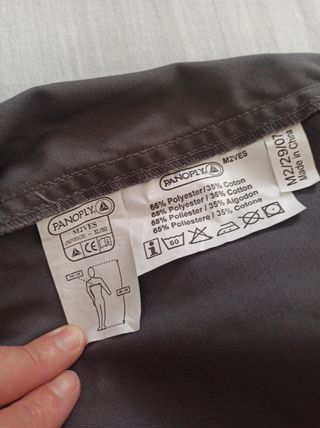 PANOPLY
M2VES
CE
PANOPLY
M2VES
65% Polyester/35% Coton
65% Polyester/35% Cotton
65% Poliester/35% Algodon
65% Poliestere/35% Cotone
60
M2/29/07
Made in China